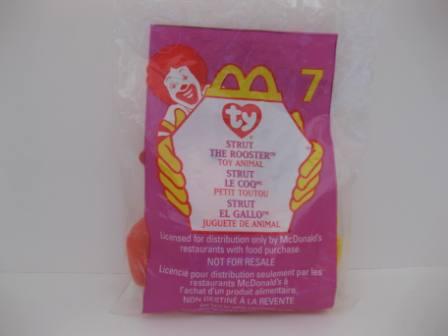 7
ty
STRUT
THE ROOSTER™
TOY ANIMAL
STRUT
LE COQ™
PETIT TOUTOU
STRUT
EL GALLO™
JUGUETE DE ANIMAL
Licensed for distribution only by McDonald's
restaurants with food purchase.
NOT FOR RESALE
Licencié pour distribution seulement par les
restaurants McDonald's à
l'achat d'un produit alimentaire.
NON DESTINÉ À LA REVENTE